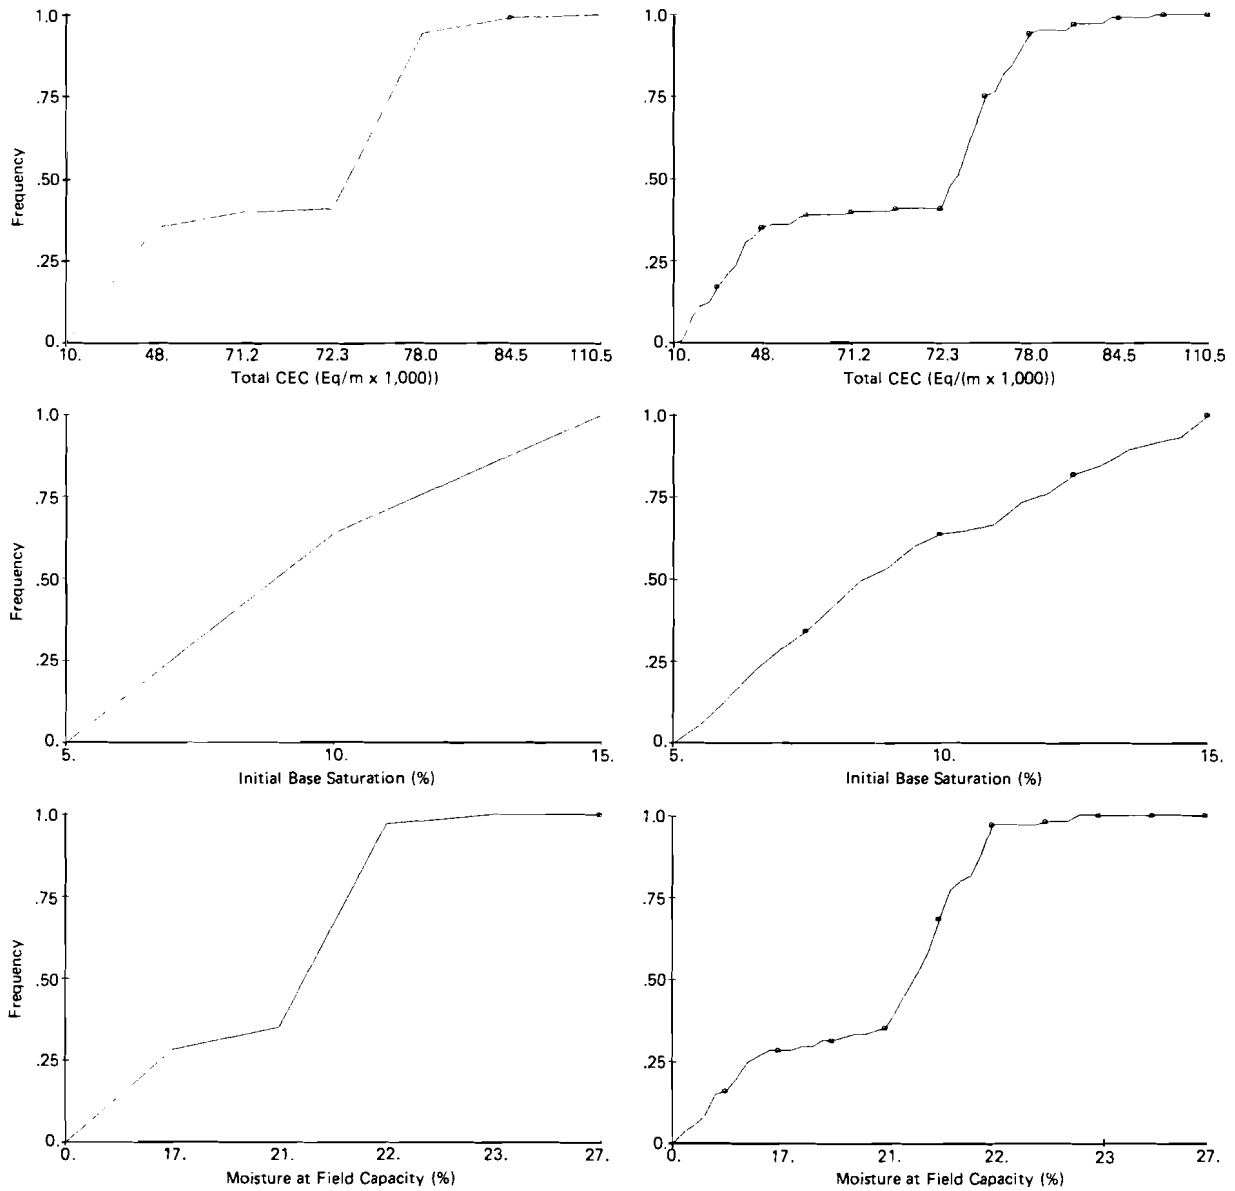 1.0
.75
.50
.25
0.
Frequency
10. 48. 71.2 72.3 78.0 84.5 110.5
Total CEC (Eq/m x 1,000))
1.0
.75
.50
.25
0.
10. 48. 71.2 72.3 78.0 84.5 110.5
Total CEC (Eq/(m x 1,000))
1.0
.75
.50
.25
0.
Frequency
5. 10. 15.
Initial Base Saturation (%)
1.0
.75
.50
.25
0.
5. 10. 15.
Initial Base Saturation (%)
1.0
.75
.50
.25
0.
Frequency
0. 17. 21. 22. 23. 27.
Moisture at Field Capacity (%)
1.0
.75
.50
.25
0.
0. 17. 21. 22. 23 27.
Moisture at Field Capacity (%)